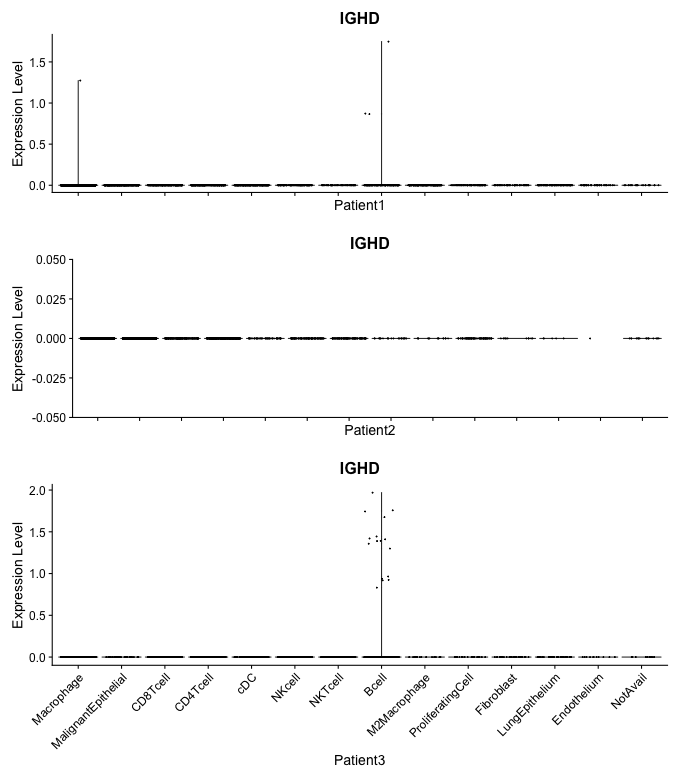 IGHD
Expression Level
1.5
1.0
0.5
0.0
Patient1
IGHD
Expression Level
0.050
0.025
0.000
-0.025
-0.050
Patient2
IGHD
Expression Level
2.0
1.5
1.0
0.5
0.0
Macrophage
MalignantEpithelial
CD8Tcell
CD4Tcell
cDC
NKcell
NKTcell
Bcell
M2Macrophage
ProliferatingCell
Fibroblast
LungEpithelium
Endothelium
NotAvail
Patient3